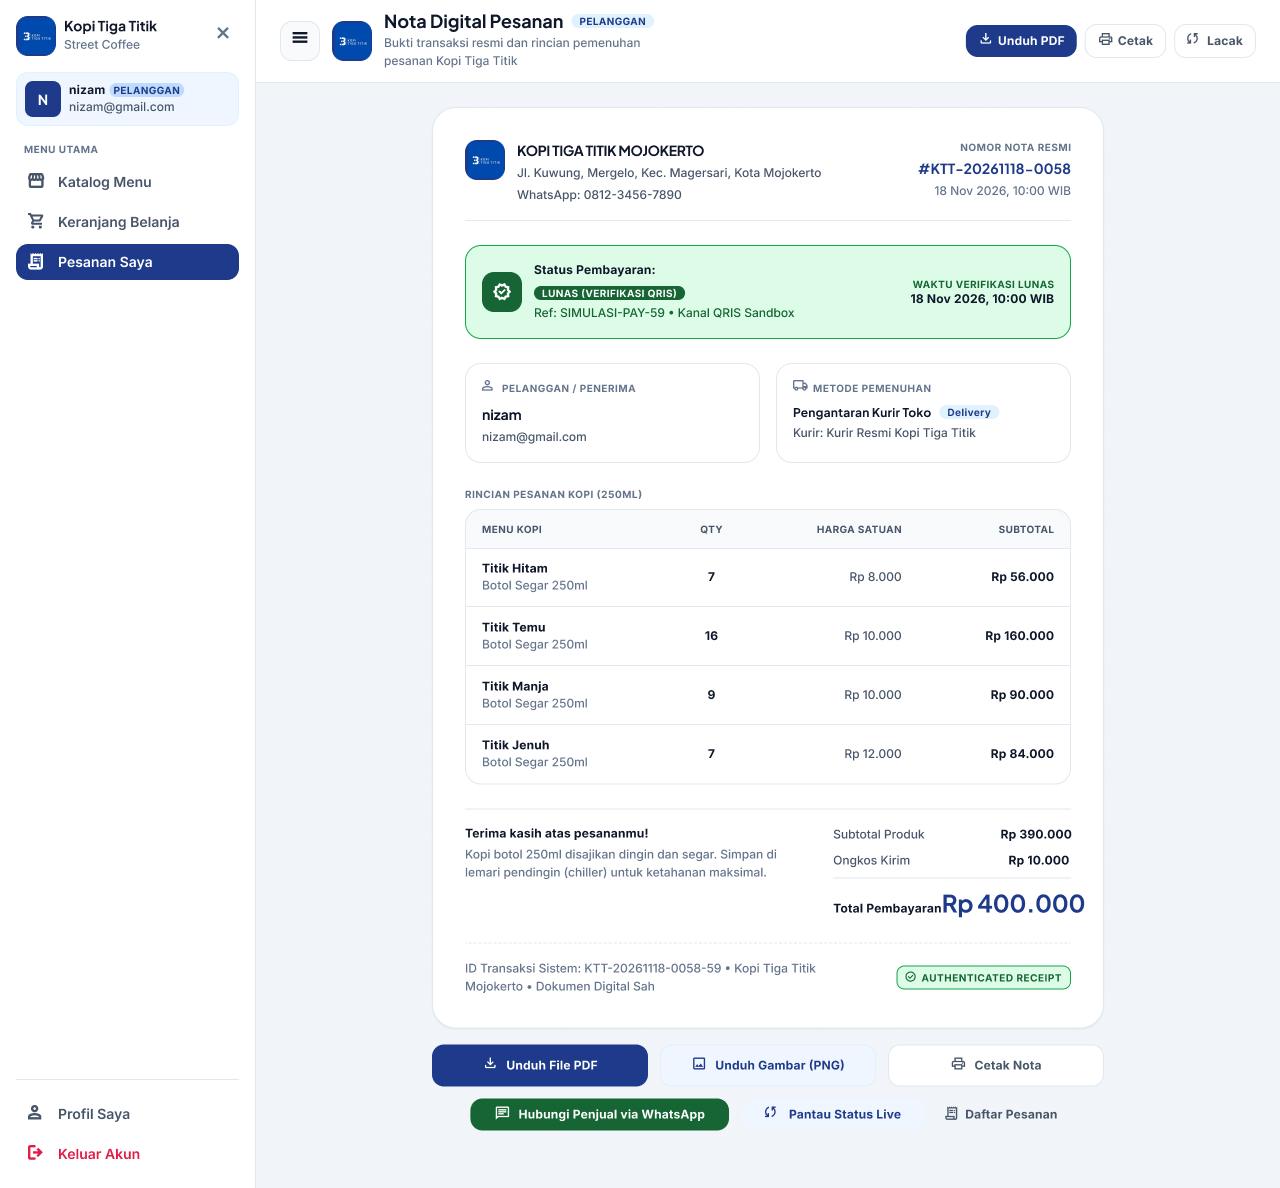 Kopi Tiga Titik
Street Coffee
nizam PELANGGAN
N
nizam@gmail.com
MENU UTAMA
Katalog Menu
Keranjang Belanja
Pesanan Saya
Profil Saya
Keluar Akun
Nota Digital Pesanan PELANGGAN
Bukti transaksi resmi dan rincian pemenuhan
pesanan Kopi Tiga Titik
Unduh PDF
Cetak
Lacak
KOPI TIGA TITIK MOJOKERTO
Jl. Kuwung, Mergelo, Kec. Magersari, Kota Mojokerto
WhatsApp: 0812-3456-7890
NOMOR NOTA RESMI
#KTT-20261118-0058
18 Nov 2026, 10:00 WIB
Status Pembayaran:
LUNAS (VERIFIKASI QRIS)
Ref: SIMULASI-PAY-59 • Kanal QRIS Sandbox
WAKTU VERIFIKASI LUNAS
18 Nov 2026, 10:00 WIB
PELANGGAN / PENERIMA
nizam
nizam@gmail.com
METODE PEMENUHAN
Pengantaran Kurir Toko Delivery
Kurir: Kurir Resmi Kopi Tiga Titik
RINCIAN PESANAN KOPI (250ML)
MENU KOPI QTY HARGA SATUAN SUBTOTAL
Titik Hitam
Botol Segar 250ml
7 Rp 8.000 Rp 56.000
Titik Temu
Botol Segar 250ml
16 Rp 10.000 Rp 160.000
Titik Manja
Botol Segar 250ml
9 Rp 10.000 Rp 90.000
Titik Jenuh
Botol Segar 250ml
7 Rp 12.000 Rp 84.000
Terima kasih atas pesananmu!
Kopi botol 250ml disajikan dingin dan segar. Simpan di
lemari pendingin (chiller) untuk ketahanan maksimal.
Subtotal Produk Rp 390.000
Ongkos Kirim Rp 10.000
Total Pembayaran Rp 400.000
ID Transaksi Sistem: KTT-20261118-0058-59 • Kopi Tiga Titik
Mojokerto • Dokumen Digital Sah
AUTHENTICATED RECEIPT
Unduh File PDF
Unduh Gambar (PNG)
Cetak Nota
Hubungi Penjual via WhatsApp
Pantau Status Live
Daftar Pesanan